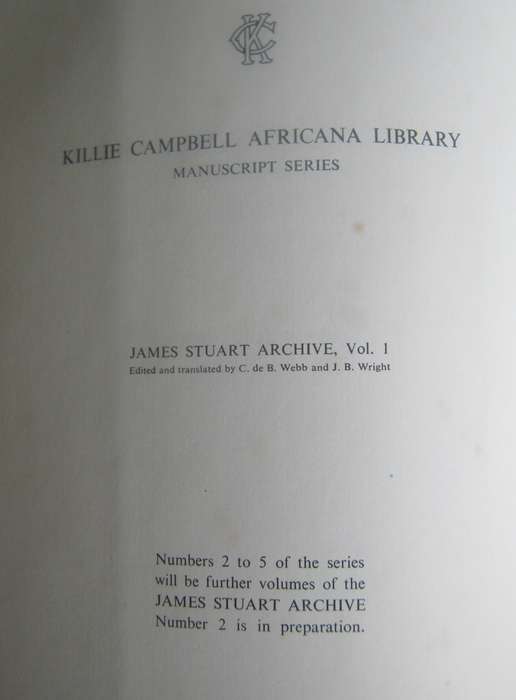 KILLIE CAMPBELL AFRICANA LIBRARY
MANUSCRIPT SERIES
JAMES STUART ARCHIVE, Vol. 1
Edited and translated by C. de B. Webb and J. B. Wright
Numbers 2 to 5 of the series
will be further volumes of the
JAMES STUART ARCHIVE
Number 2 is in preparation.